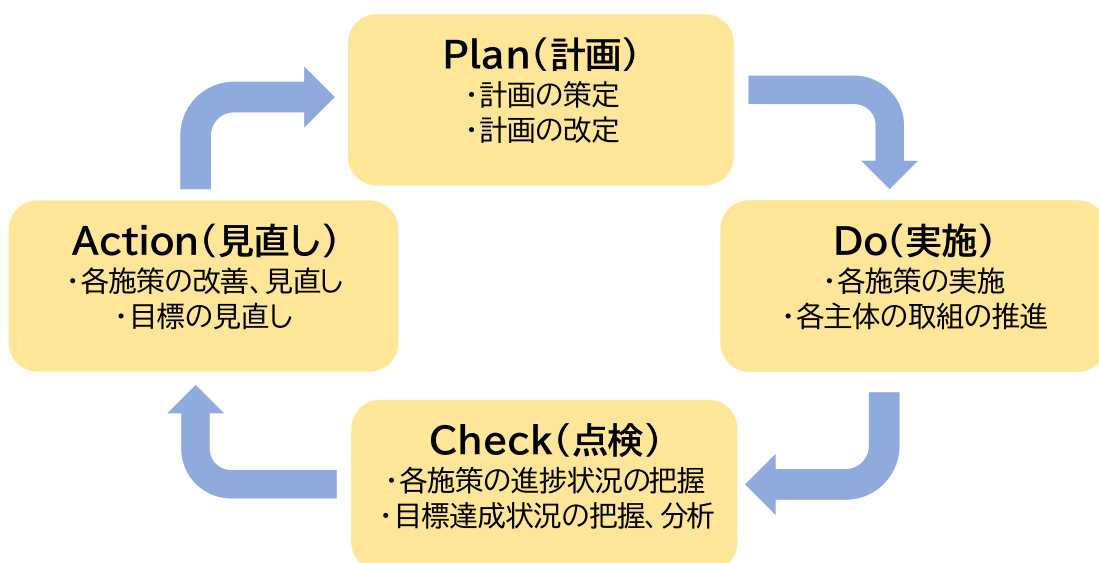 Plan(計画)
・計画の策定
・計画の改定
Do(実施)
・各施策の実施
・各主体の取組の推進
Check(点検)
・各施策の進捗状況の把握
・目標達成状況の把握、分析
Action(見直し)
・各施策の改善、見直し
・目標の見直し